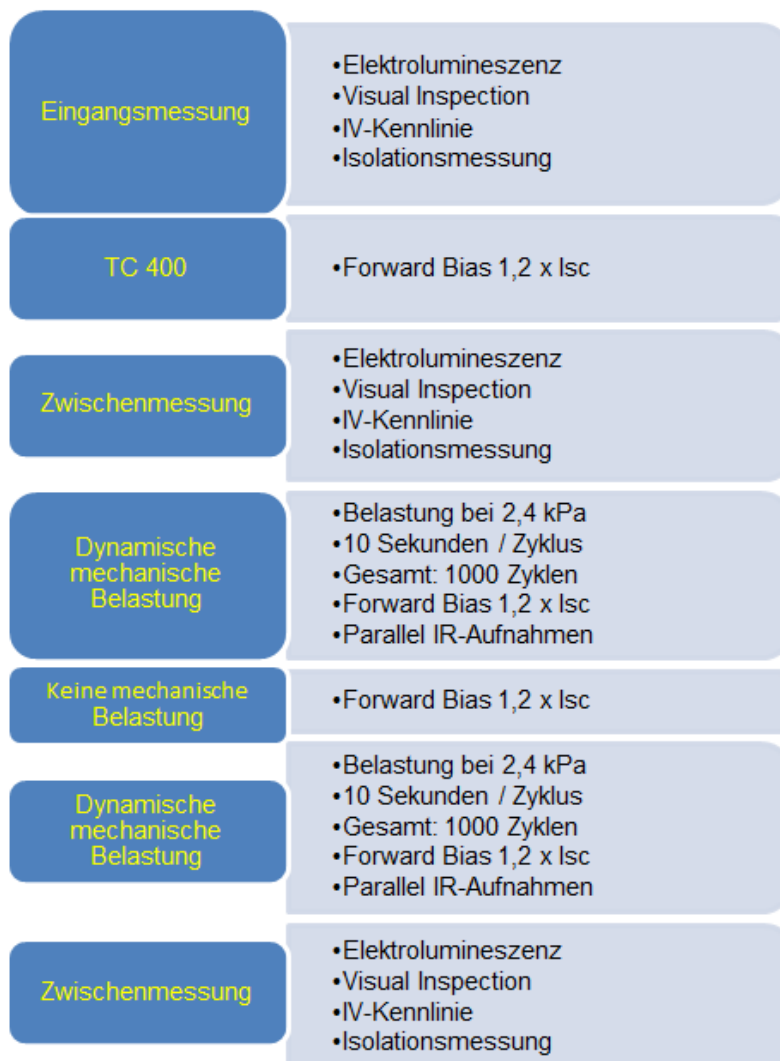 Eingangsmessung
•Elektrolumineszenz
•Visual Inspection
•IV-Kennlinie
•Isolationsmessung
TC 400
•Forward Bias 1,2 x Isc
Zwischenmessung
•Elektrolumineszenz
•Visual Inspection
•IV-Kennlinie
•Isolationsmessung
Dynamische
mechanische
Belastung
•Belastung bei 2,4 kPa
•10 Sekunden / Zyklus
•Gesamt: 1000 Zyklen
•Forward Bias 1,2 x Isc
•Parallel IR-Aufnahmen
Keine mechanische
Belastung
•Forward Bias 1,2 x Isc
Dynamische
mechanische
Belastung
•Belastung bei 2,4 kPa
•10 Sekunden / Zyklus
•Gesamt: 1000 Zyklen
•Forward Bias 1,2 x Isc
•Parallel IR-Aufnahmen
Zwischenmessung
•Elektrolumineszenz
•Visual Inspection
•IV-Kennlinie
•Isolationsmessung